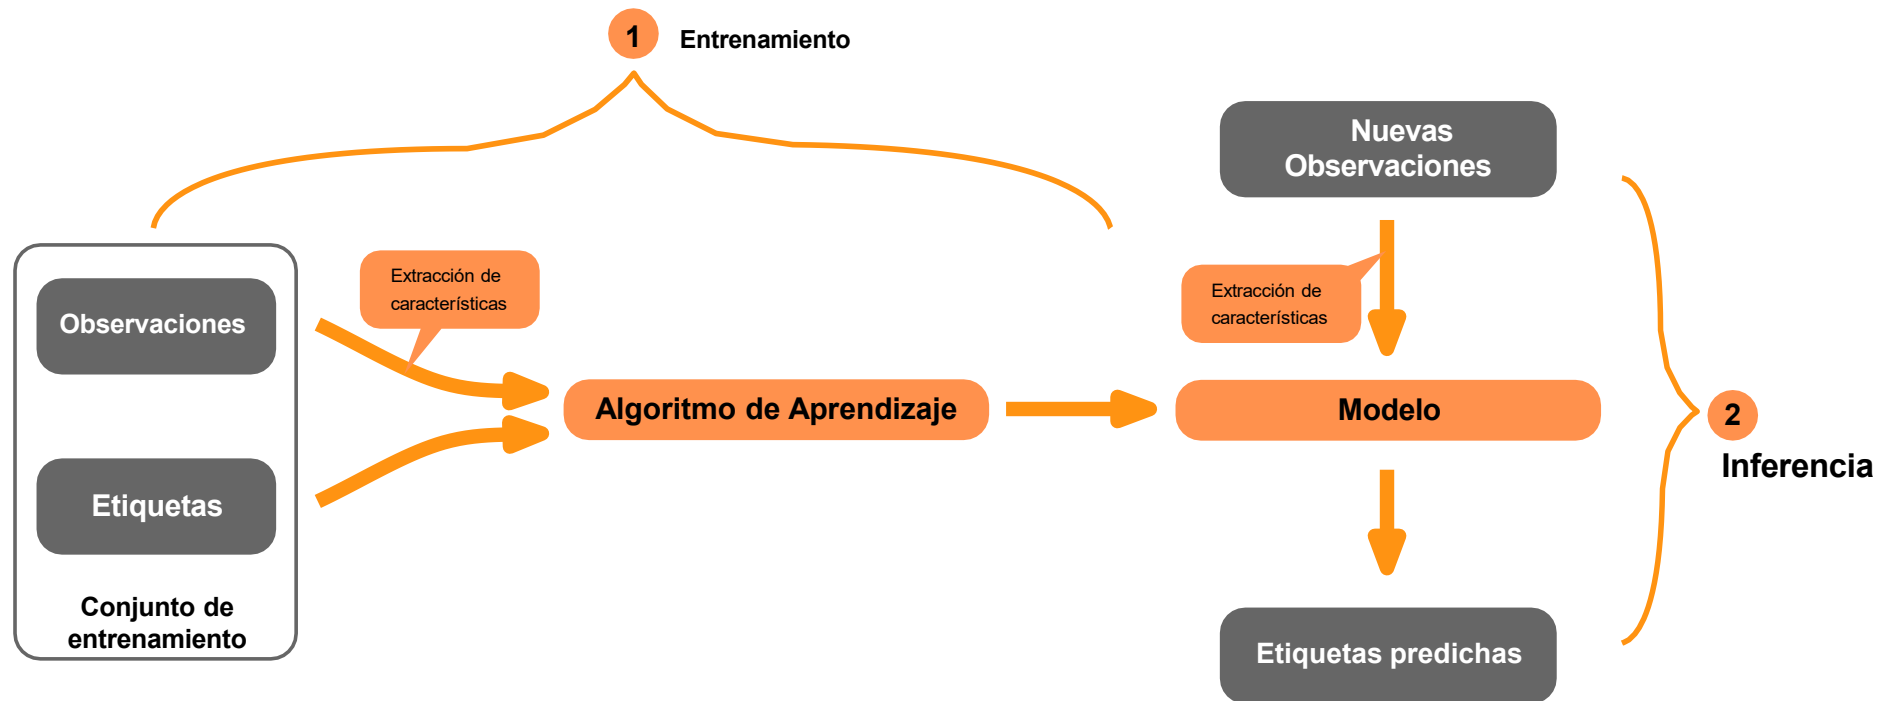 1
Entrenamiento
Nuevas
Observaciones
Observaciones
Extracción de
características
Extracción de
características
Algoritmo de Aprendizaje
Modelo
2
Inferencia
Etiquetas
Conjunto de
entrenamiento
Etiquetas predichas